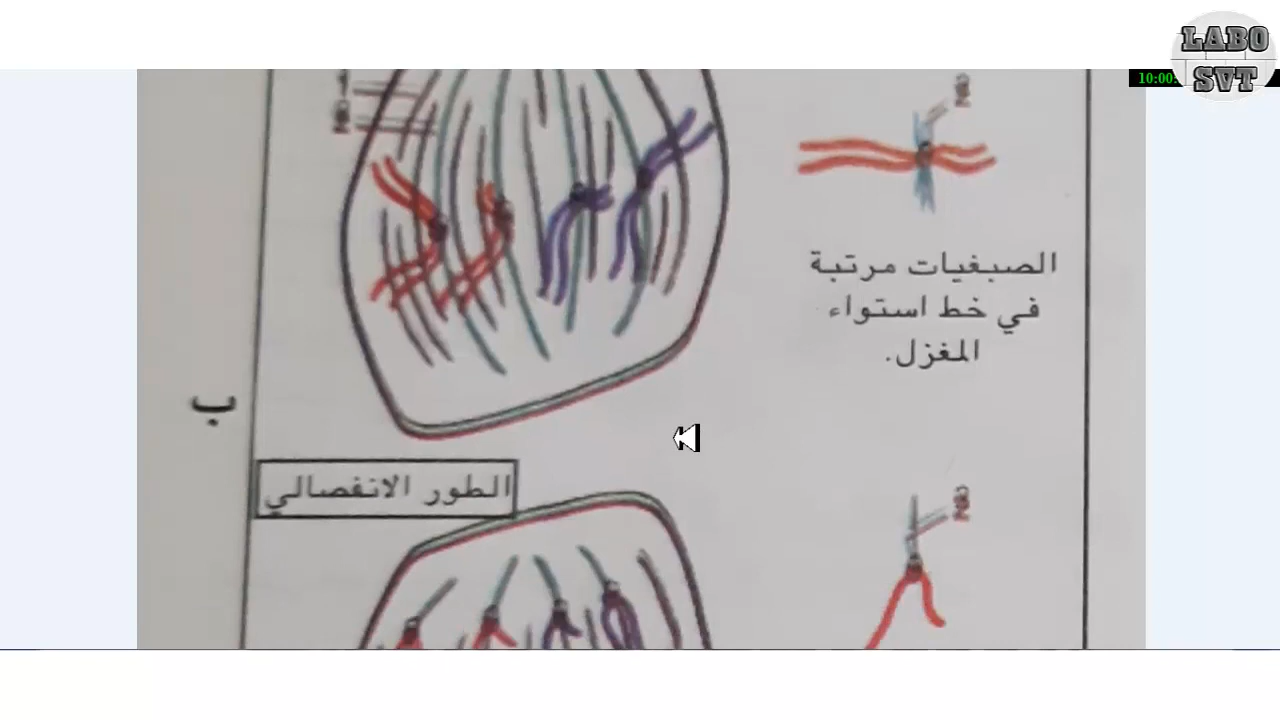 LABO
SVT
10:00:
الصبغيات مرتبة
في خط استواء
المغزل.
ب
الطور الانفصالي